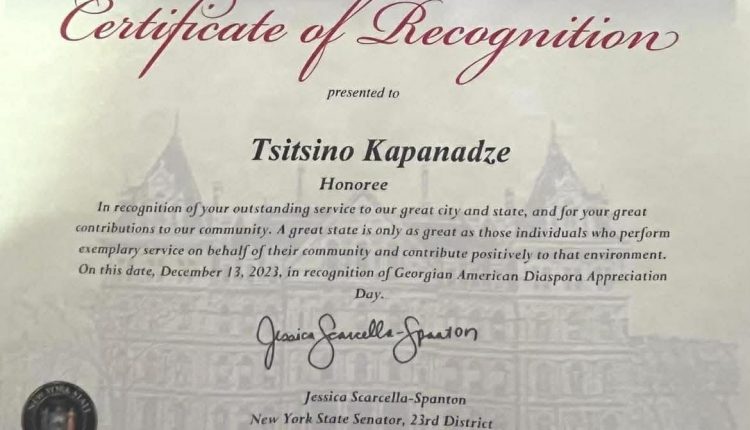 Certificate of Recognition
presented to
Tsitsino Kapanadze
Honoree
In recognition of your outstanding service to our great city and state, and for your great
contributions to our community. A great state is only as great as those individuals who perform
exemplary service on behalf of their community and contribute positively to that environment.
On this date, December 13, 2023, in recognition of Georgian American Diaspora Appreciation
Day.
Jessica Scarcella-Spanton
Jessica Scarcella-Spanton
New York State Senator, 23rd District
NEW YORK STATE